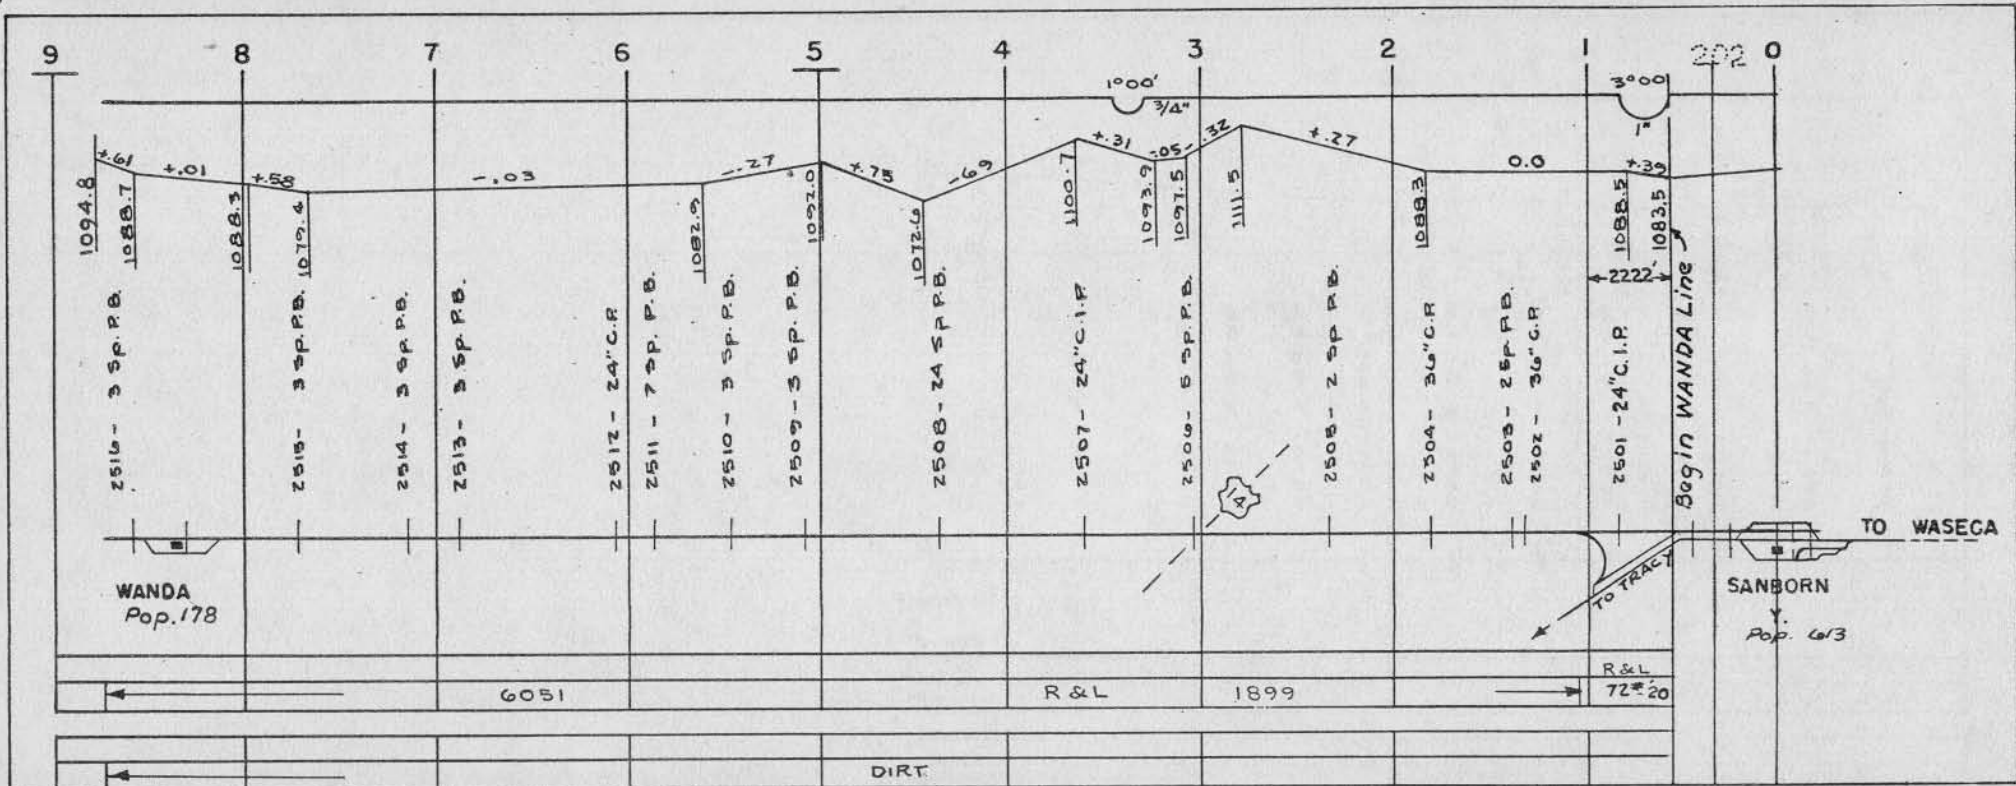 9 8 7 6 5 4 3 2 1 202 0
1°00' 3°00'
3/4" 1"
+.61 +.01 +.58 -.03 -.27 +.75 -.69 +.31 -.05 -.32 +.27 0.0 +.39
1094.8
1088.7
1088.3
1079.4
1082.9
1092.0
1072.6
1100.7
1093.9
1097.5
1111.5
1088.3
1088.5
1083.5
2222'
2516 - 3 Sp. P.B.
2515 - 3 Sp. P.B.
2514 - 3 Sp. P.B.
2513 - 3 Sp. P.B.
2512 - 24" C.P.
2511 - 7 Sp. P.B.
2510 - 3 Sp. P.B.
2509 - 3 Sp. P.B.
2508 - 24 Sp P.B.
2507 - 24" C.I.P.
2506 - 5 Sp. P.B.
2505 - 2 Sp P.B.
2504 - 36" C.P.
2503 - 2 Sp P.B.
2502 - 36" C.P.
2501 - 24" C.I.P.
Begin WANDA Line
14
TO WASECA
TO TRACY
WANDA
Pop. 178
SANBORN
Pop. 613
R & L
6051 R & L 1899 72# '20
DIRT